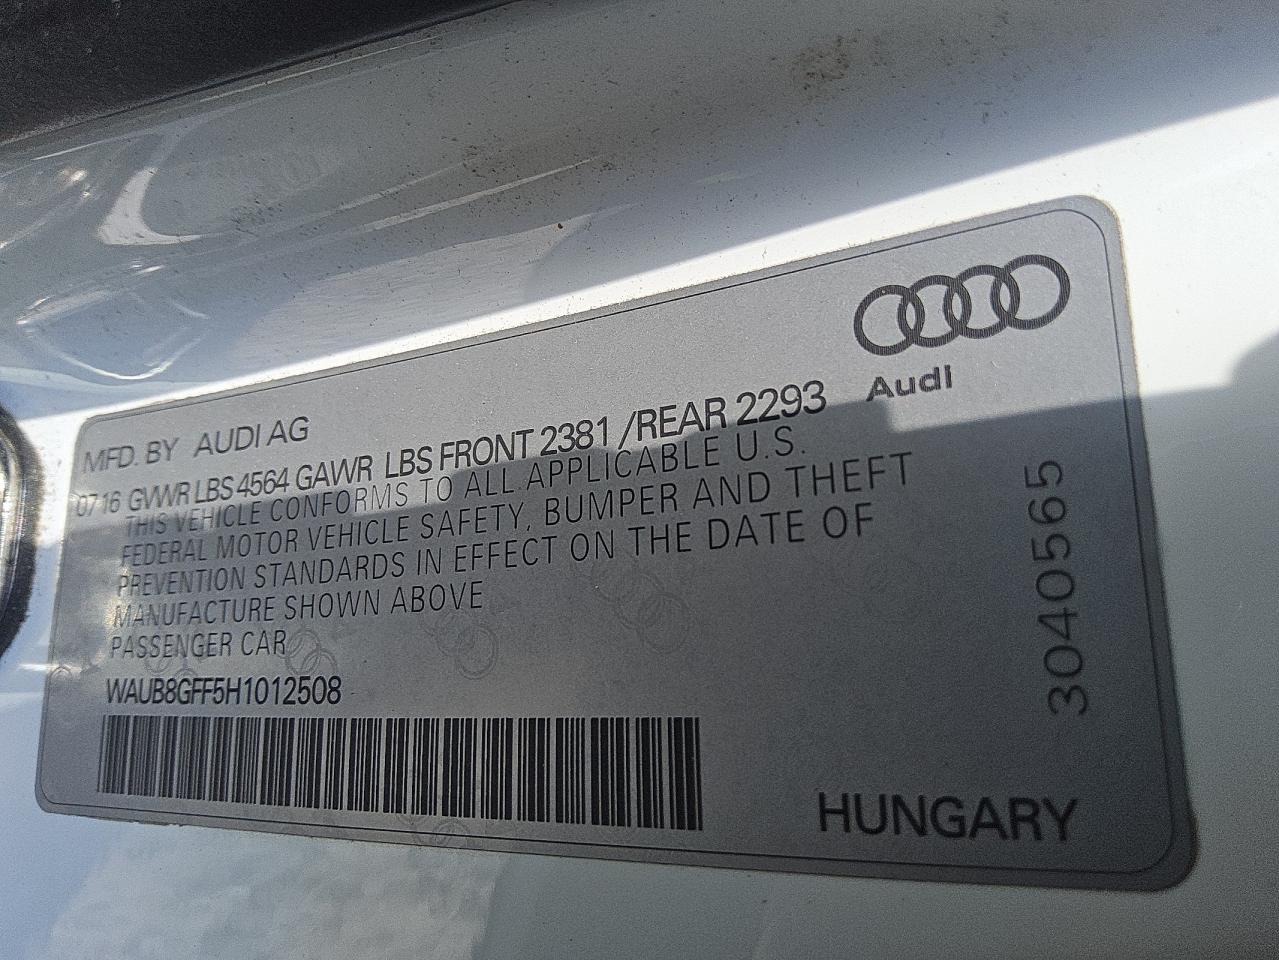 Audi
MFD. BY AUDI AG
07 16 GVWR LBS 4564 GAWR LBS FRONT 2381 /REAR 2293
THIS VEHICLE CONFORMS TO ALL APPLICABLE U.S.
FEDERAL MOTOR VEHICLE SAFETY, BUMPER AND THEFT
PREVENTION STANDARDS IN EFFECT ON THE DATE OF
MANUFACTURE SHOWN ABOVE
PASSENGER CAR
WAUB8GFF5H1012508
3040565
HUNGARY